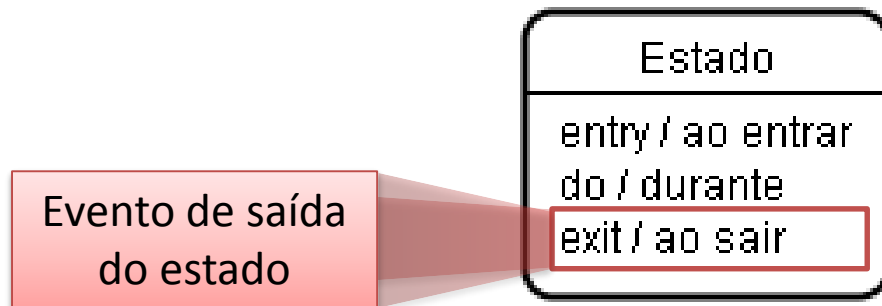 Estado
entry / ao entrar
do / durante
exit / ao sair
Evento de saída
do estado